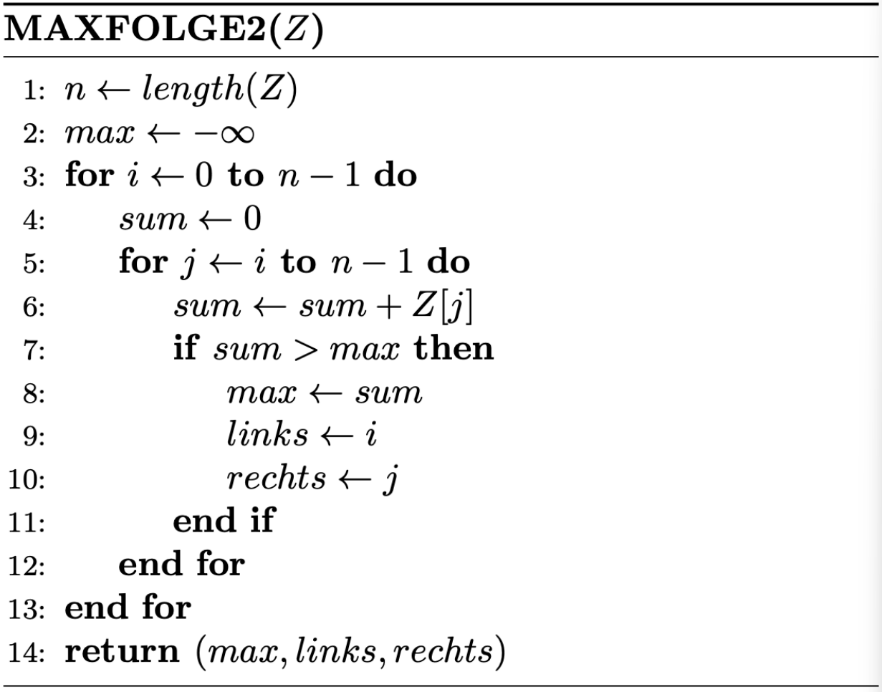 MAXFOLGE2(Z)
1: n ← length(Z)
2: max ← −∞
3: for i ← 0 to n − 1 do
4: sum ← 0
5: for j ← i to n − 1 do
6: sum ← sum + Z[j]
7: if sum > max then
8: max ← sum
9: links ← i
10: rechts ← j
11: end if
12: end for
13: end for
14: return (max, links, rechts)